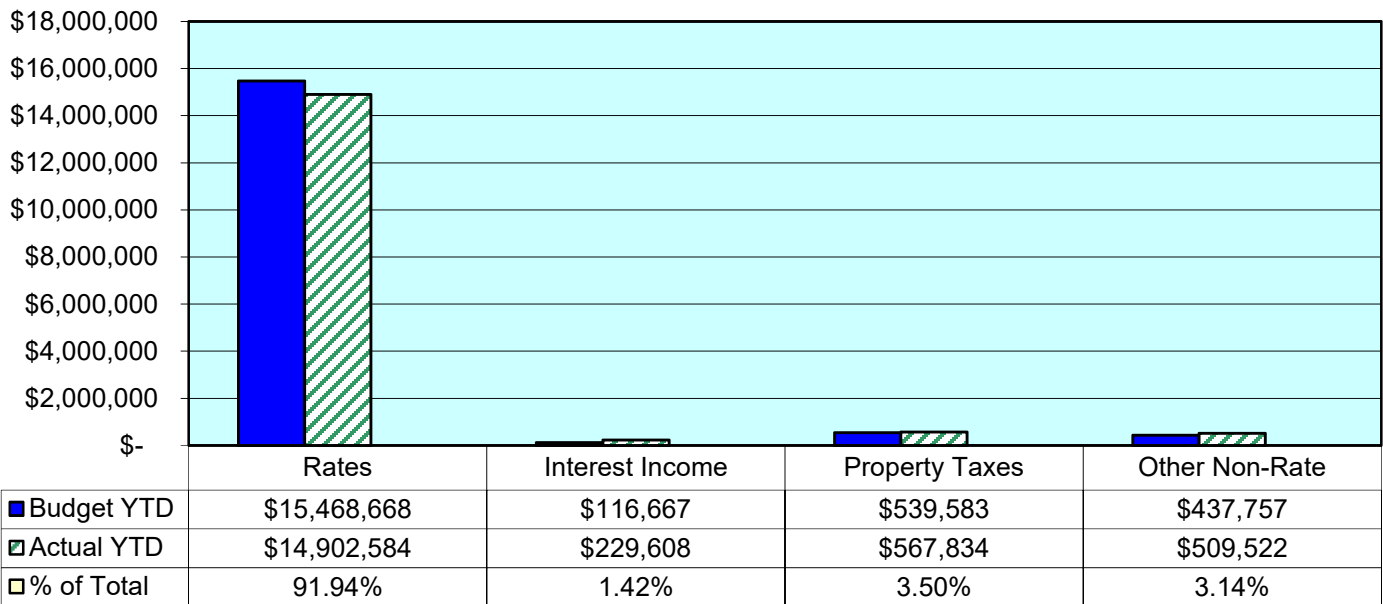 $18,000,000
$16,000,000
$14,000,000
$12,000,000
$10,000,000
$8,000,000
$6,000,000
$4,000,000
$2,000,000
$-
Rates Interest Income Property Taxes Other Non-Rate
Budget YTD $15,468,668 $116,667 $539,583 $437,757
Actual YTD $14,902,584 $229,608 $567,834 $509,522
% of Total 91.94% 1.42% 3.50% 3.14%